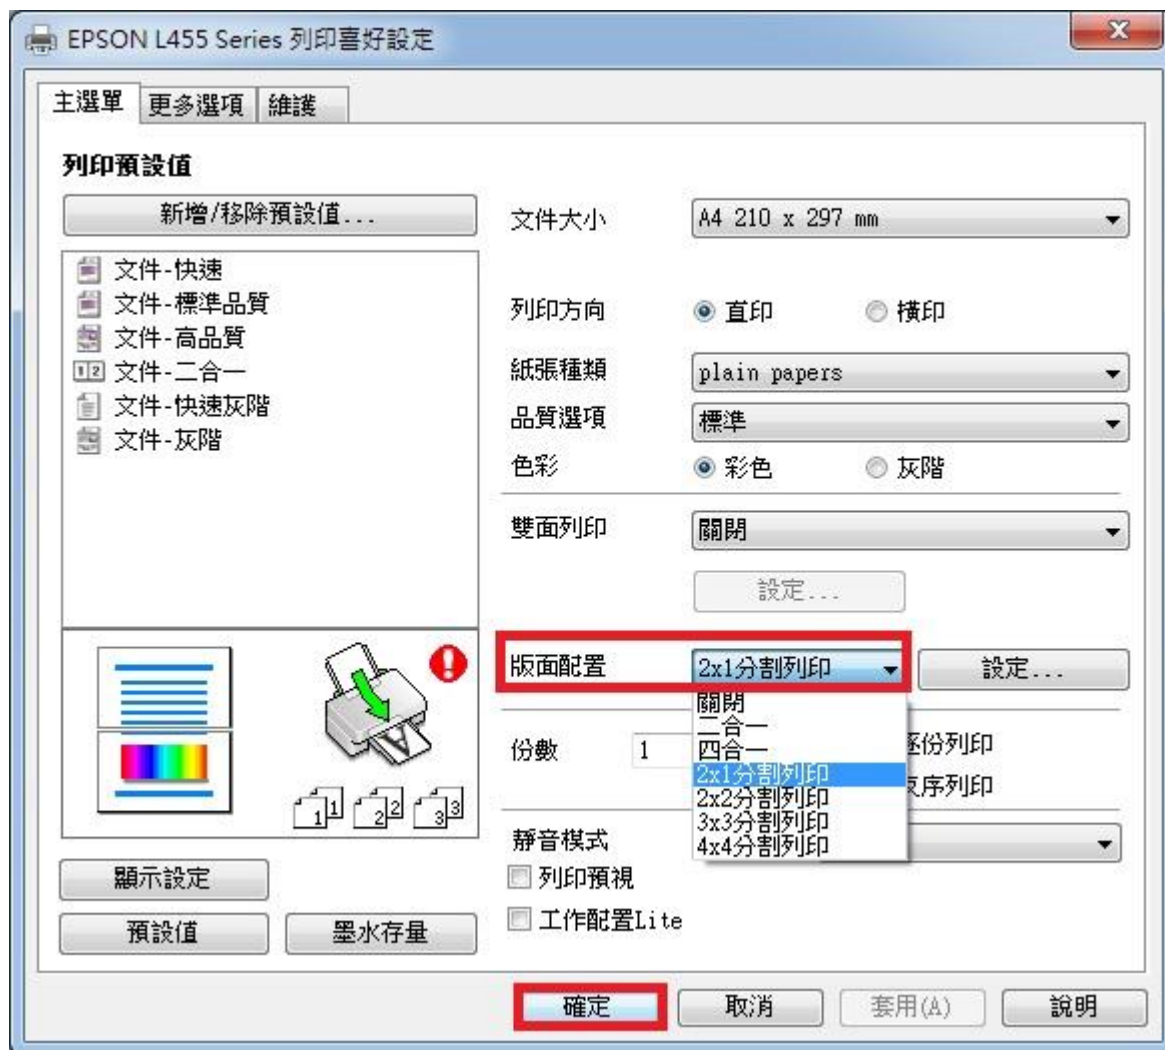 EPSON L455 Series 列印喜好設定
主選單 更多選項 維護
列印預設值
新增/移除預設值...
文件-快速
文件-標準品質
文件-高品質
12 文件-二合一
文件-快速灰階
文件-灰階
文件大小 A4 210 x 297 mm
列印方向 直印 橫印
紙張種類 plain papers
品質選項 標準
色彩 彩色 灰階
雙面列印 關閉
設定...
版面配置 2x1分割列印 設定...
關閉
二合一
四合一
2x1分割列印
2x2分割列印
3x3分割列印
4x4分割列印
份數 1 份列印
序列印
靜音模式
列印預視
工作配置Lite
1 1 2 2 3 3
顯示設定
預設值 墨水存量
確定 取消 套用(A) 說明